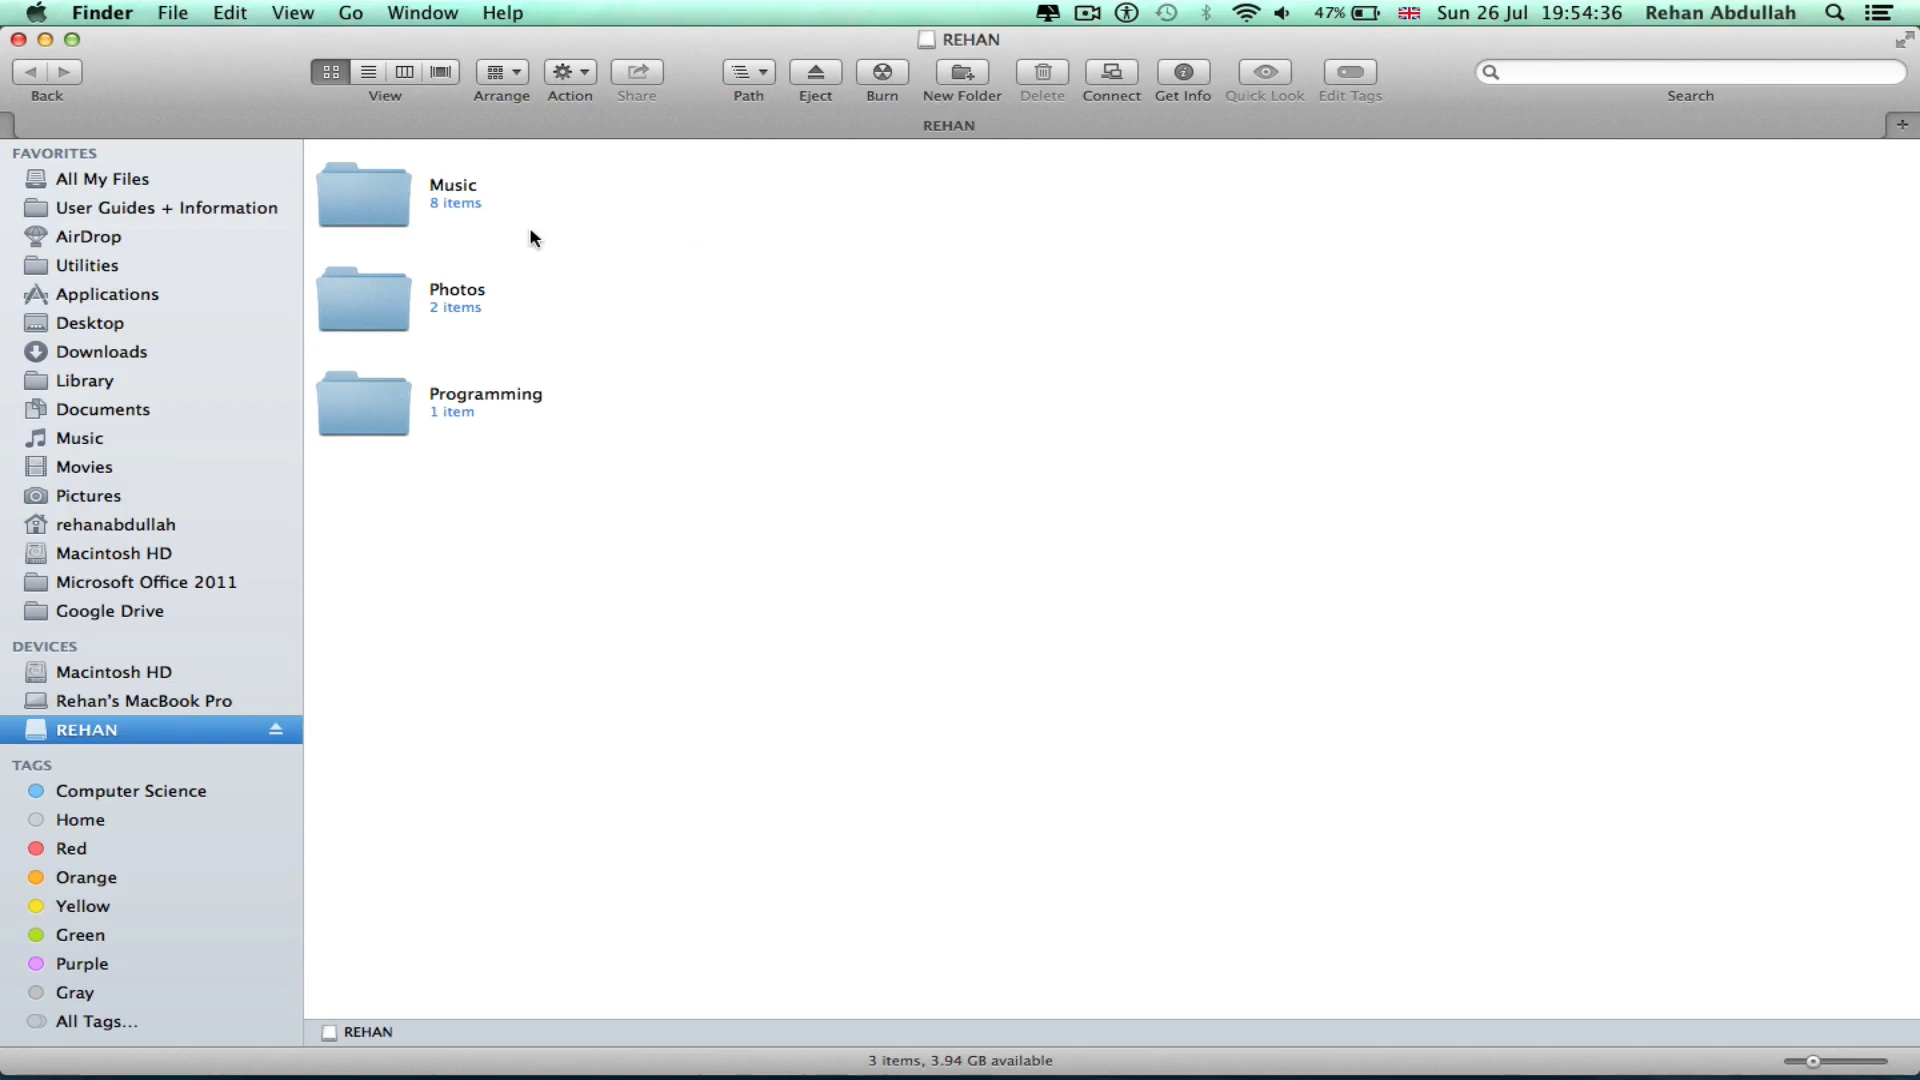 Finder File Edit View Go Window Help 47% Sun 26 Jul 19:54:36 Rehan Abdullah
REHAN
Back View Arrange Action Share Path Eject Burn New Folder Delete Connect Get Info Quick Look Edit Tags Search
REHAN
FAVORITES
All My Files
User Guides + Information
AirDrop
Utilities
Applications
Desktop
Downloads
Library
Documents
Music
Movies
Pictures
rehanabdullah
Macintosh HD
Microsoft Office 2011
Google Drive
DEVICES
Macintosh HD
Rehan's MacBook Pro
REHAN
TAGS
Computer Science
Home
Red
Orange
Yellow
Green
Purple
Gray
All Tags...
Music
8 items
Photos
2 items
Programming
1 item
REHAN
3 items, 3.94 GB available